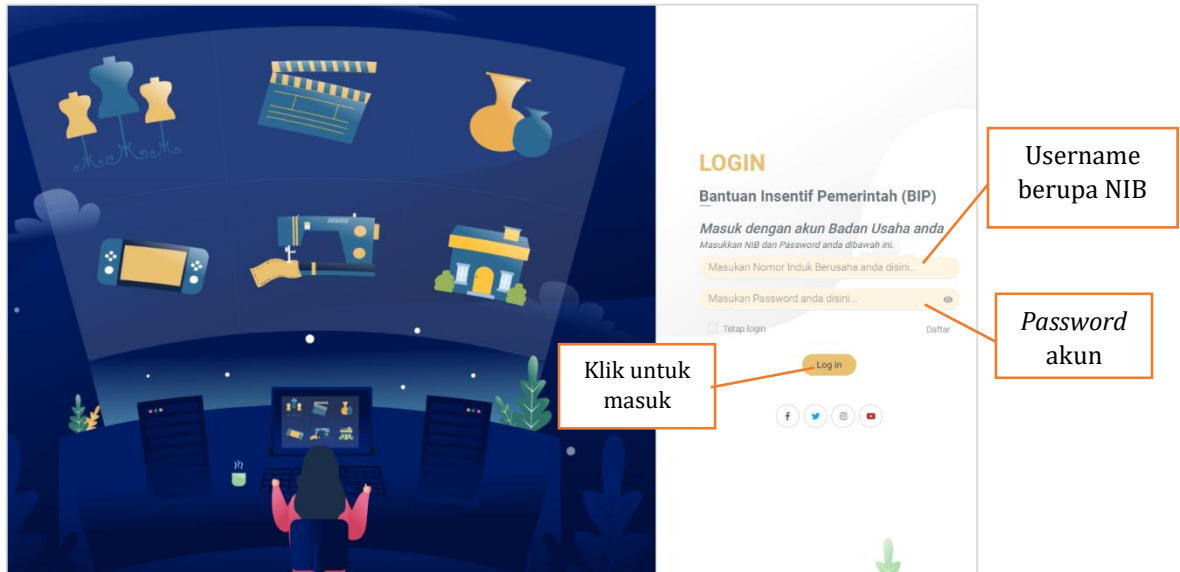 LOGIN
Bantuan Insentif Pemerintah (BIP)
Masuk dengan akun Badan Usaha anda
Masukkan NIB dan Password anda dibawah ini.
Masukan Nomor Induk Berusaha anda disini..
Masukan Password anda disini...
Tetap login
Daftar
Log in
Username
berupa NIB
Password
akun
Klik untuk
masuk